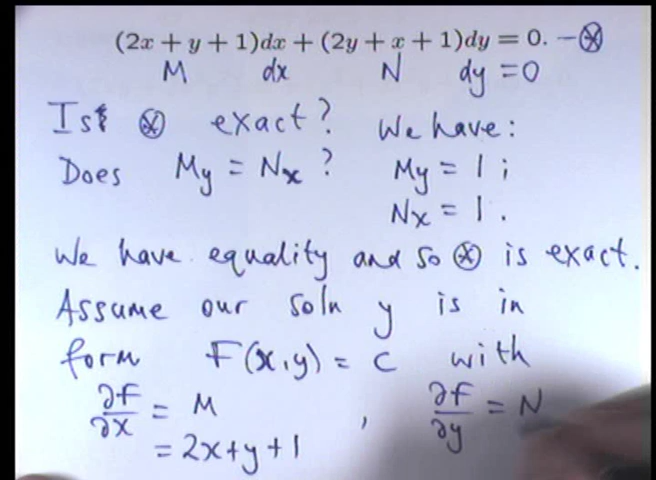 (2x + y + 1)dx + (2y + x + 1)dy = 0. — ⊛
M dx N dy = 0
Is ⊛ exact? We have:
Does My = Nx ? My = 1 ;
Nx = 1 .
We have equality and so ⊛ is exact.
Assume our soln y is in
form F(x,y) = C with
∂F/∂x = M , ∂F/∂y = N
= 2x+y+1